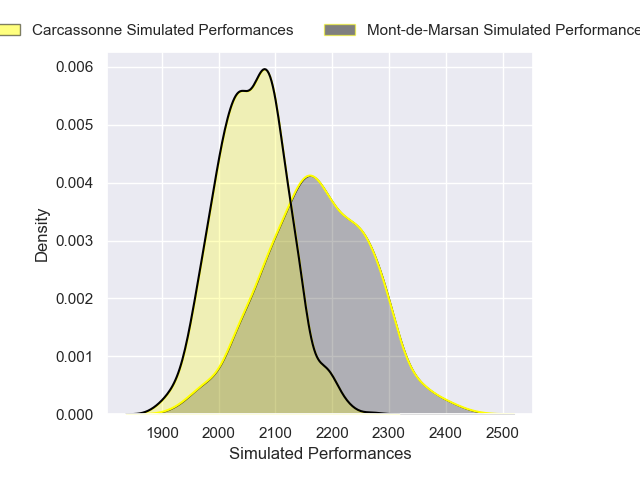 Carcassonne Simulated Performances
Mont-de-Marsan Simulated Performance
0.006
0.005
0.004
0.003
0.002
0.001
0.000
Density
1900 2000 2100 2200 2300 2400 2500
Simulated Performances